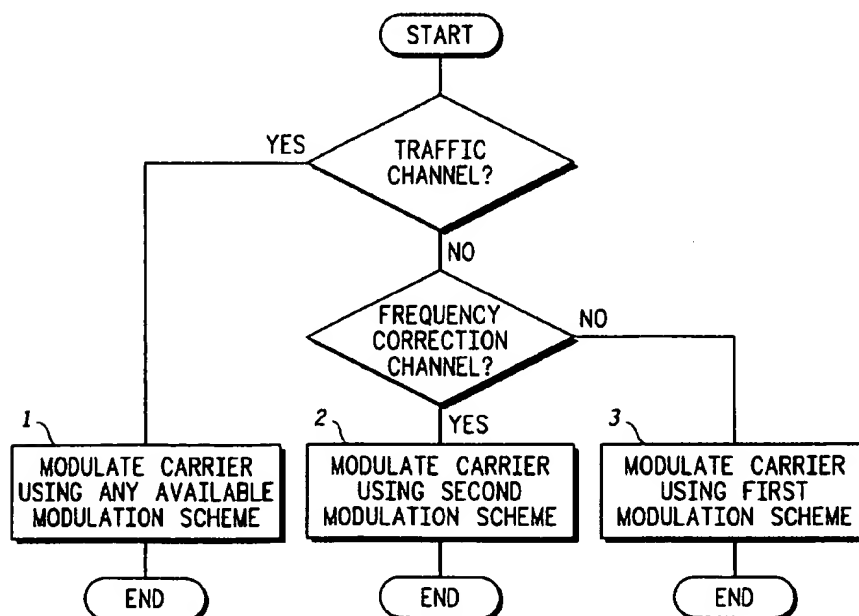 START
YES
TRAFFIC
CHANNEL?
NO
FREQUENCY
CORRECTION
CHANNEL?
NO
1
2
YES
3
MODULATE CARRIER
USING ANY AVAILABLE
MODULATION SCHEME
MODULATE CARRIER
USING SECOND
MODULATION SCHEME
MODULATE CARRIER
USING FIRST
MODULATION SCHEME
END
END
END